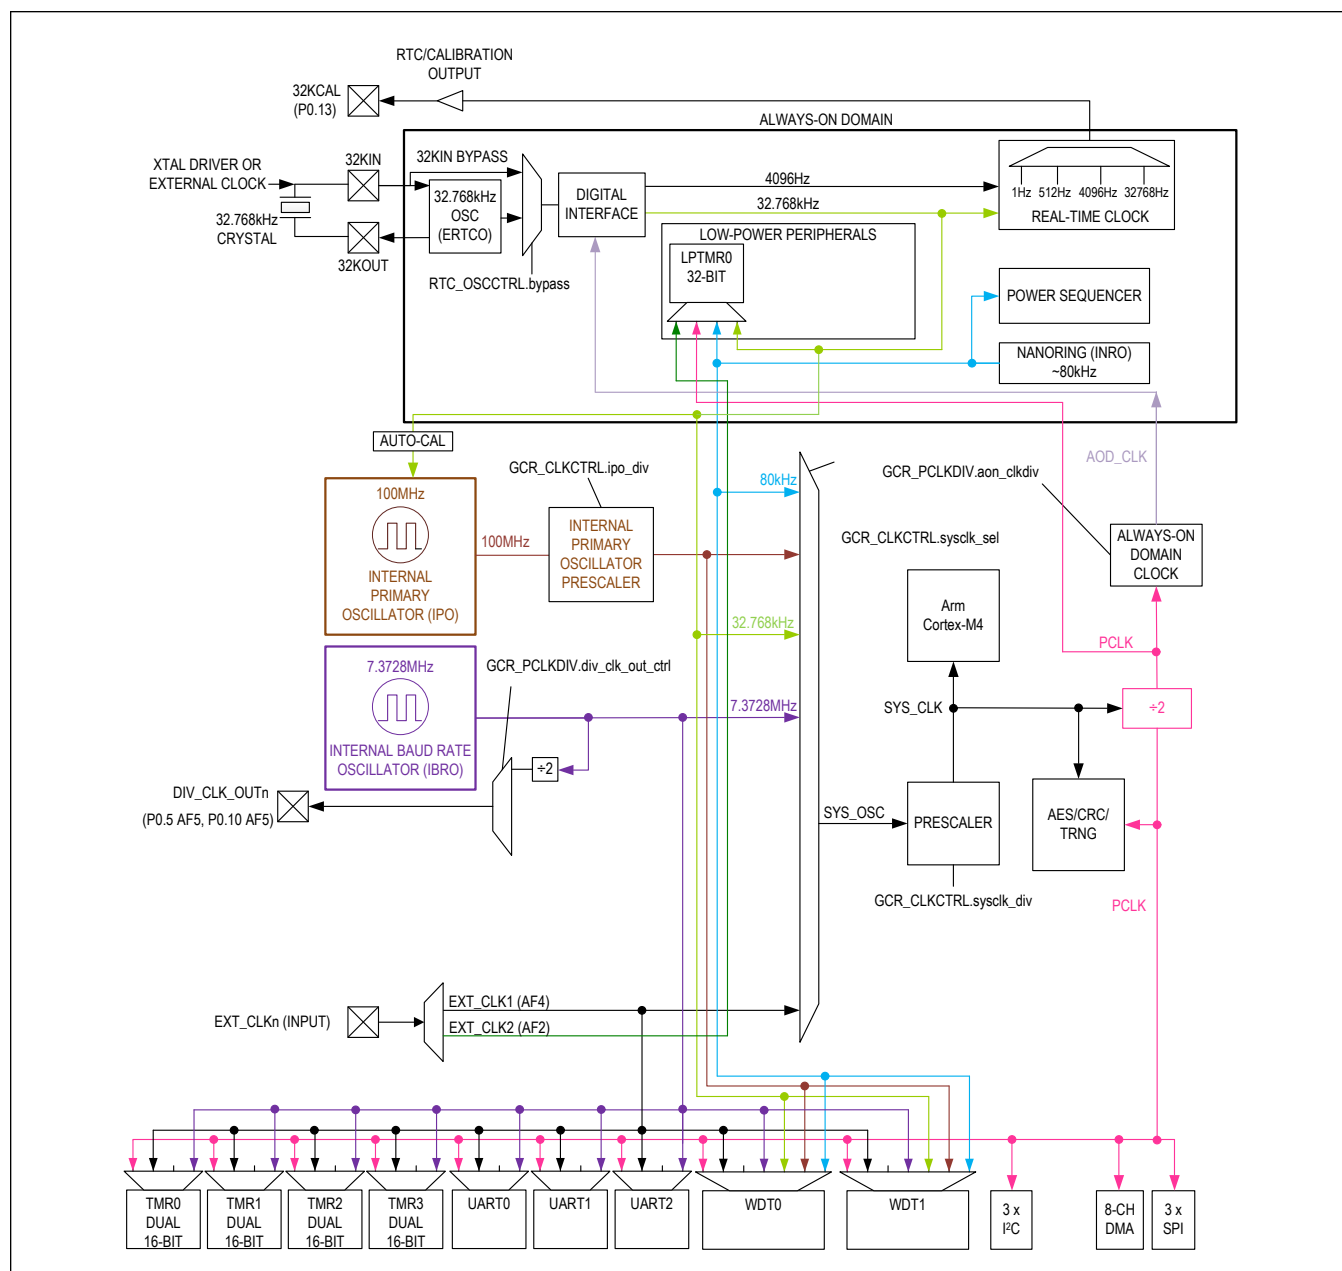 RTC/CALIBRATION
OUTPUT
32KCAL
(P0.13)
ALWAYS-ON DOMAIN
XTAL DRIVER OR
EXTERNAL CLOCK
32KIN
32KIN BYPASS
32.768kHz
OSC
(ERTCO)
DIGITAL
INTERFACE
4096Hz
32.768kHz
1Hz
512Hz
4096Hz
32768Hz
REAL-TIME CLOCK
32.768kHz
CRYSTAL
32KOUT
RTC_OSCCTRL.bypass
LOW-POWER PERIPHERALS
LPTMR0
32-BIT
POWER SEQUENCER
NANORING (INRO)
~80kHz
AUTO-CAL
AOD_CLK
GCR_CLKCTRL.ipo_div
GCR_PCLKDIV.aon_clkdiv
80kHz
100MHz
INTERNAL
PRIMARY
OSCILLATOR (IPO)
100MHz
INTERNAL
PRIMARY
OSCILLATOR
PRESCALER
GCR_CLKCTRL.sysclk_sel
ALWAYS-ON
DOMAIN
CLOCK
Arm
Cortex-M4
32.768kHz
PCLK
7.3728MHz
INTERNAL BAUD RATE
OSCILLATOR (IBRO)
GCR_PCLKDIV.div_clk_out_ctrl
7.3728MHz
SYS_CLK
÷2
÷2
DIV_CLK_OUTn
(P0.5 AF5, P0.10 AF5)
SYS_OSC
PRESCALER
AES/CRC/
TRNG
GCR_CLKCTRL.sysclk_div
PCLK
EXT_CLKn (INPUT)
EXT_CLK1 (AF4)
EXT_CLK2 (AF2)
TMR0
DUAL
16-BIT
TMR1
DUAL
16-BIT
TMR2
DUAL
16-BIT
TMR3
DUAL
16-BIT
UART0
UART1
UART2
WDT0
WDT1
3 x
I²C
8-CH
DMA
3 x
SPI